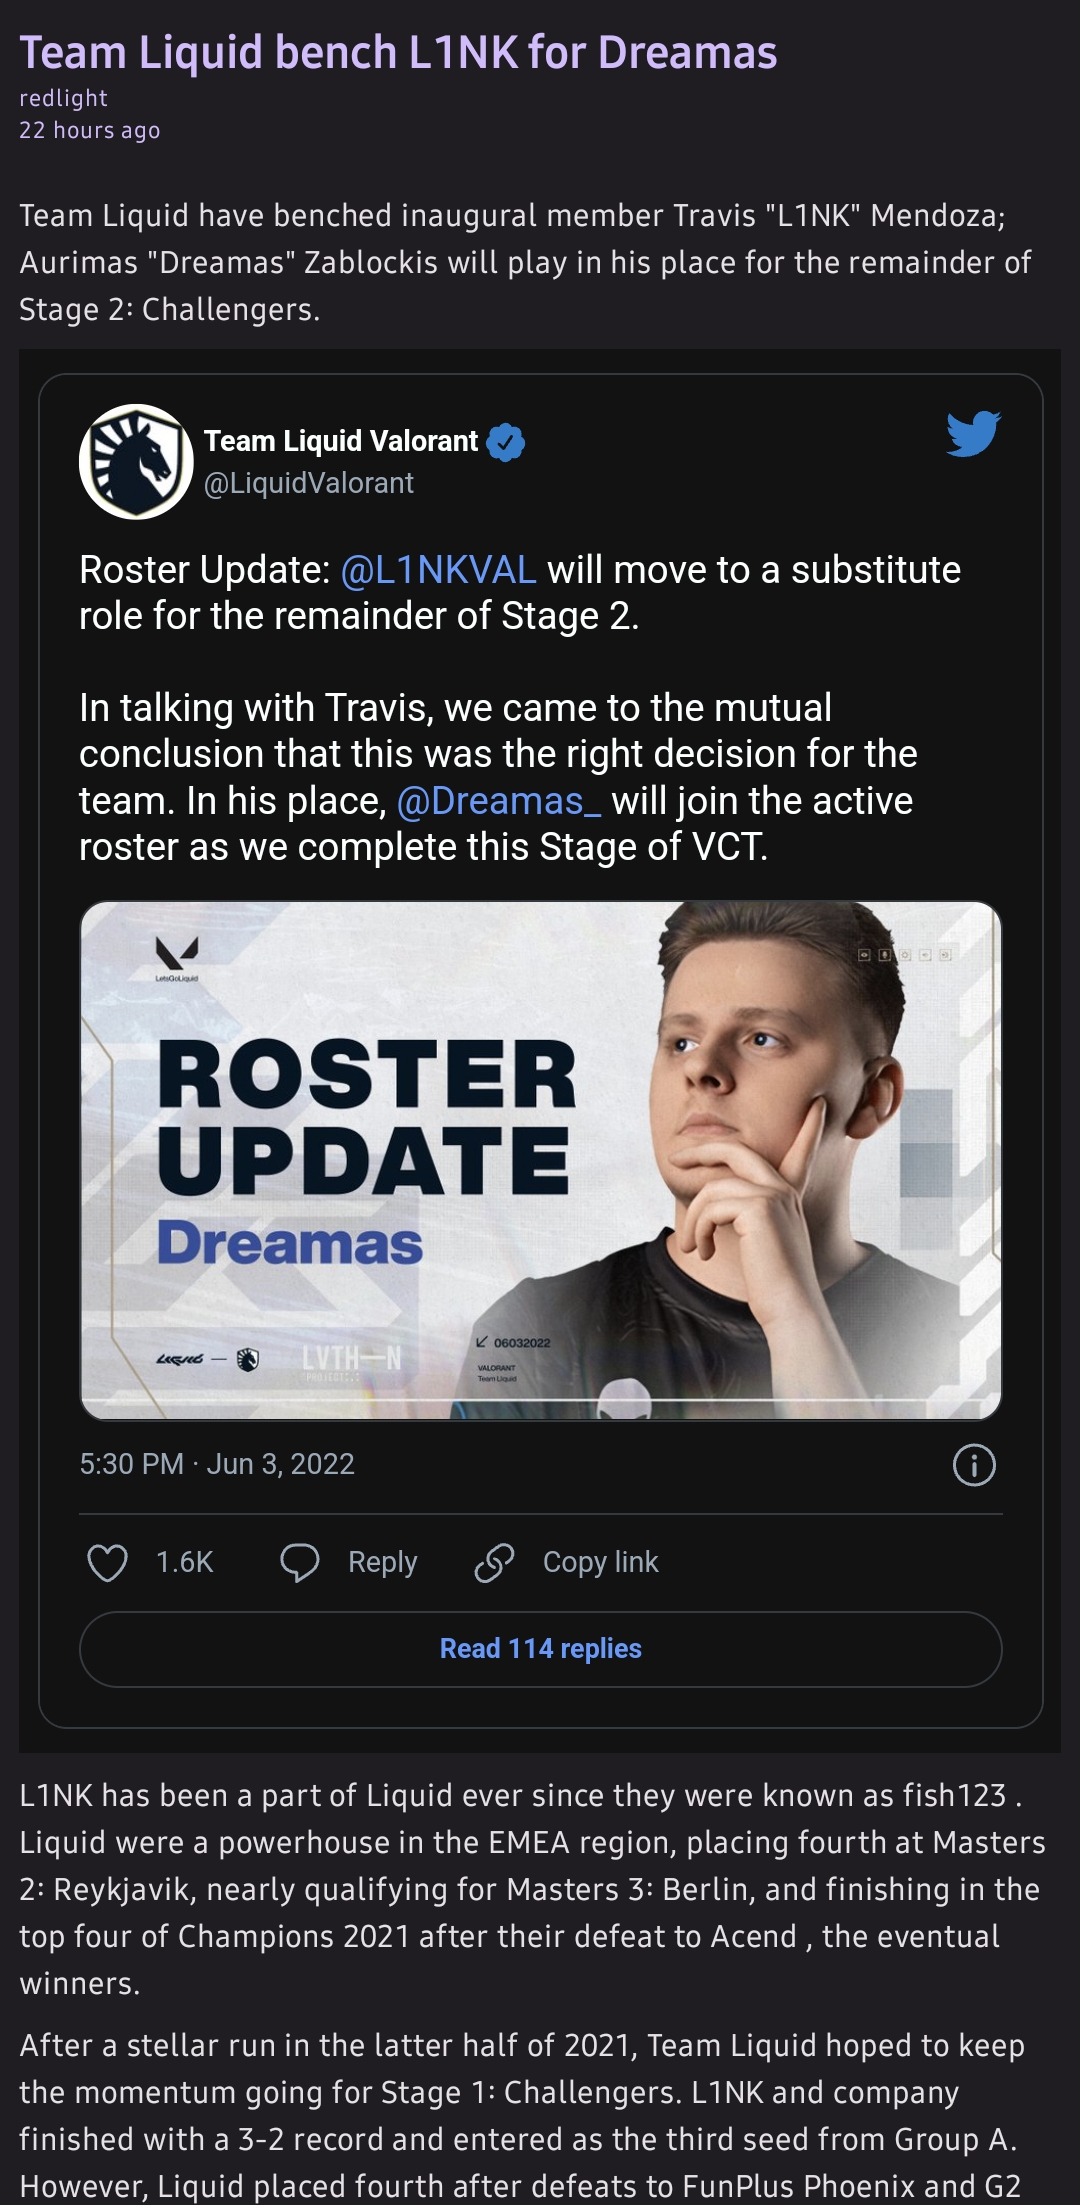 Team Liquid bench L1NK for Dreamas
redlight
22 hours ago
Team Liquid have benched inaugural member Travis "L1NK" Mendoza;
Aurimas "Dreamas" Zablockis will play in his place for the remainder of
Stage 2: Challengers.
Team Liquid Valorant
@LiquidValorant
Roster Update: @L1NKVAL will move to a substitute
role for the remainder of Stage 2.
In talking with Travis, we came to the mutual
conclusion that this was the right decision for the
team. In his place, @Dreamas_ will join the active
roster as we complete this Stage of VCT.
LetsGoLiquid
ROSTER
UPDATE
Dreamas
LIQUID
LVTH—N
06032022
VALORANT
Team Liquid
5:30 PM · Jun 3, 2022
1.6K Reply Copy link
Read 114 replies
L1NK has been a part of Liquid ever since they were known as fish123 .
Liquid were a powerhouse in the EMEA region, placing fourth at Masters
2: Reykjavik, nearly qualifying for Masters 3: Berlin, and finishing in the
top four of Champions 2021 after their defeat to Acend , the eventual
winners.
After a stellar run in the latter half of 2021, Team Liquid hoped to keep
the momentum going for Stage 1: Challengers. L1NK and company
finished with a 3-2 record and entered as the third seed from Group A.
However, Liquid placed fourth after defeats to FunPlus Phoenix and G2